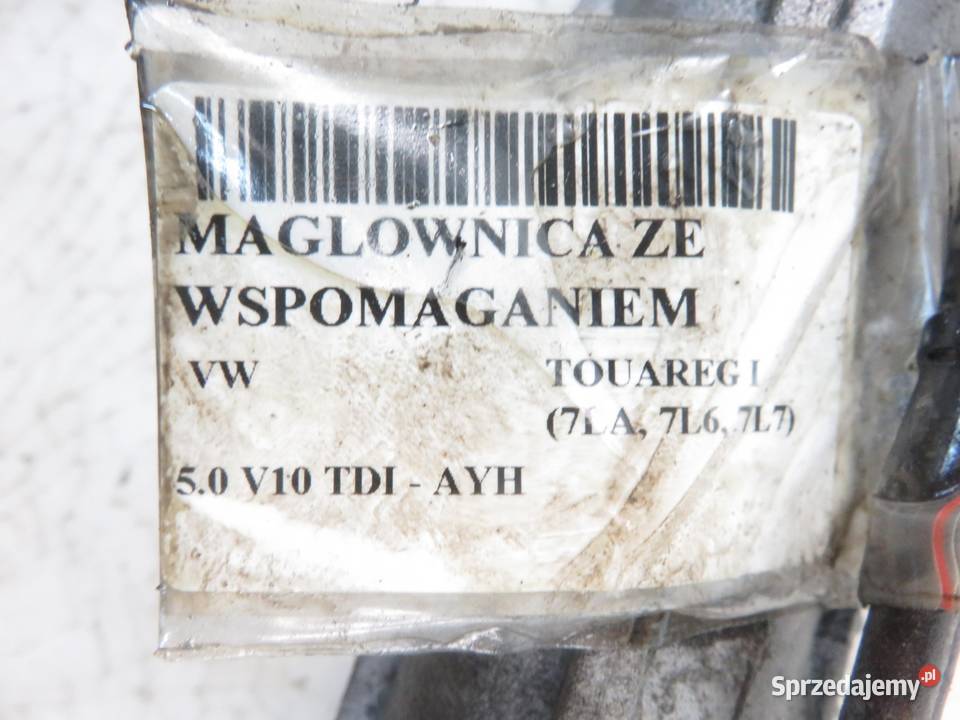 MAGLOWNICA ZE
WSPOMAGANIEM
VW TOUAREG I
(7LA, 7L6, 7L7)
5.0 V10 TDI - AYH
Sprzedajemy.pl